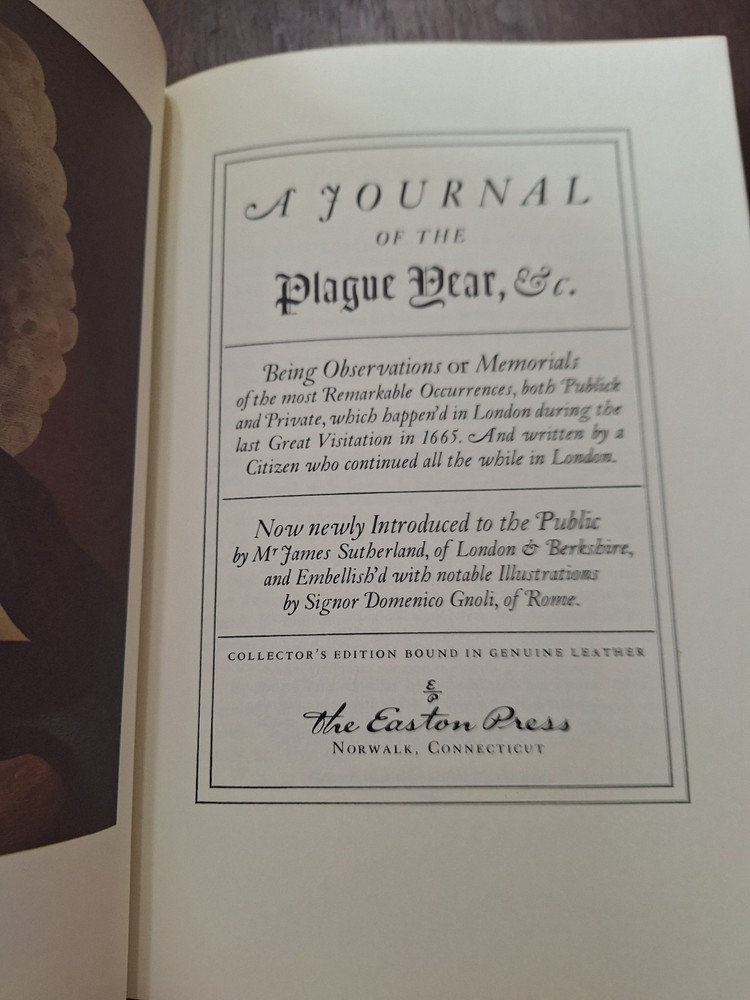 A JOURNAL
OF THE
Plague Year, &c.
Being Observations or Memorials
of the most Remarkable Occurrences, both Publick
and Private, which happen'd in London during the
last Great Visitation in 1665. And written by a
Citizen who continued all the while in London.
Now newly Introduced to the Public
by Mr James Sutherland, of London & Berkshire,
and Embellish'd with notable Illustrations
by Signor Domenico Gnoli, of Rome.
COLLECTOR'S EDITION BOUND IN GENUINE LEATHER
E
P
The Easton Press
NORWALK, CONNECTICUT